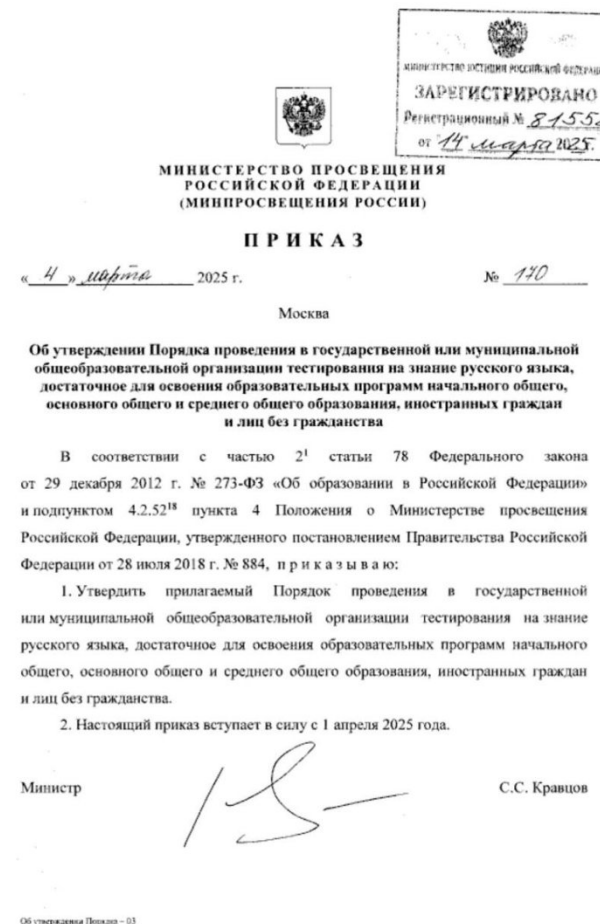 МИНИСТЕРСТВО ЮСТИЦИИ РОССИЙСКОЙ ФЕДЕРАЦИИ
ЗАРЕГИСТРИРОВАНО
Регистрационный № 8155
от "14" марта 2025 г.
МИНИСТЕРСТВО ПРОСВЕЩЕНИЯ
РОССИЙСКОЙ ФЕДЕРАЦИИ
(МИНПРОСВЕЩЕНИЯ РОССИИ)
ПРИКАЗ
« 4 » марта 2025 г. № 170
Москва
Об утверждении Порядка проведения в государственной или муниципальной
общеобразовательной организации тестирования на знание русского языка,
достаточное для освоения образовательных программ начального общего,
основного общего и среднего общего образования, иностранных граждан
и лиц без гражданства
В соответствии с частью 2¹ статьи 78 Федерального закона
от 29 декабря 2012 г. № 273-ФЗ «Об образовании в Российской Федерации»
и подпунктом 4.2.52¹⁸ пункта 4 Положения о Министерстве просвещения
Российской Федерации, утвержденного постановлением Правительства Российской
Федерации от 28 июля 2018 г. № 884, п р и к а з ы в а ю:
1. Утвердить прилагаемый Порядок проведения в государственной
или муниципальной общеобразовательной организации тестирования на знание
русского языка, достаточное для освоения образовательных программ начального
общего, основного общего и среднего общего образования, иностранных граждан
и лиц без гражданства.
2. Настоящий приказ вступает в силу с 1 апреля 2025 года.
Министр С.С. Кравцов
Об утверждении Порядка – 03